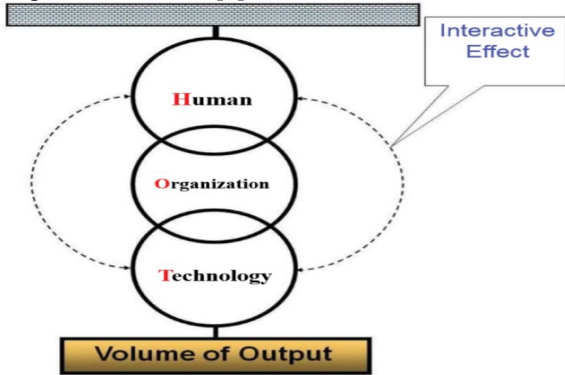 Interactive
Effect
Human
Organization
Technology
Volume of Output